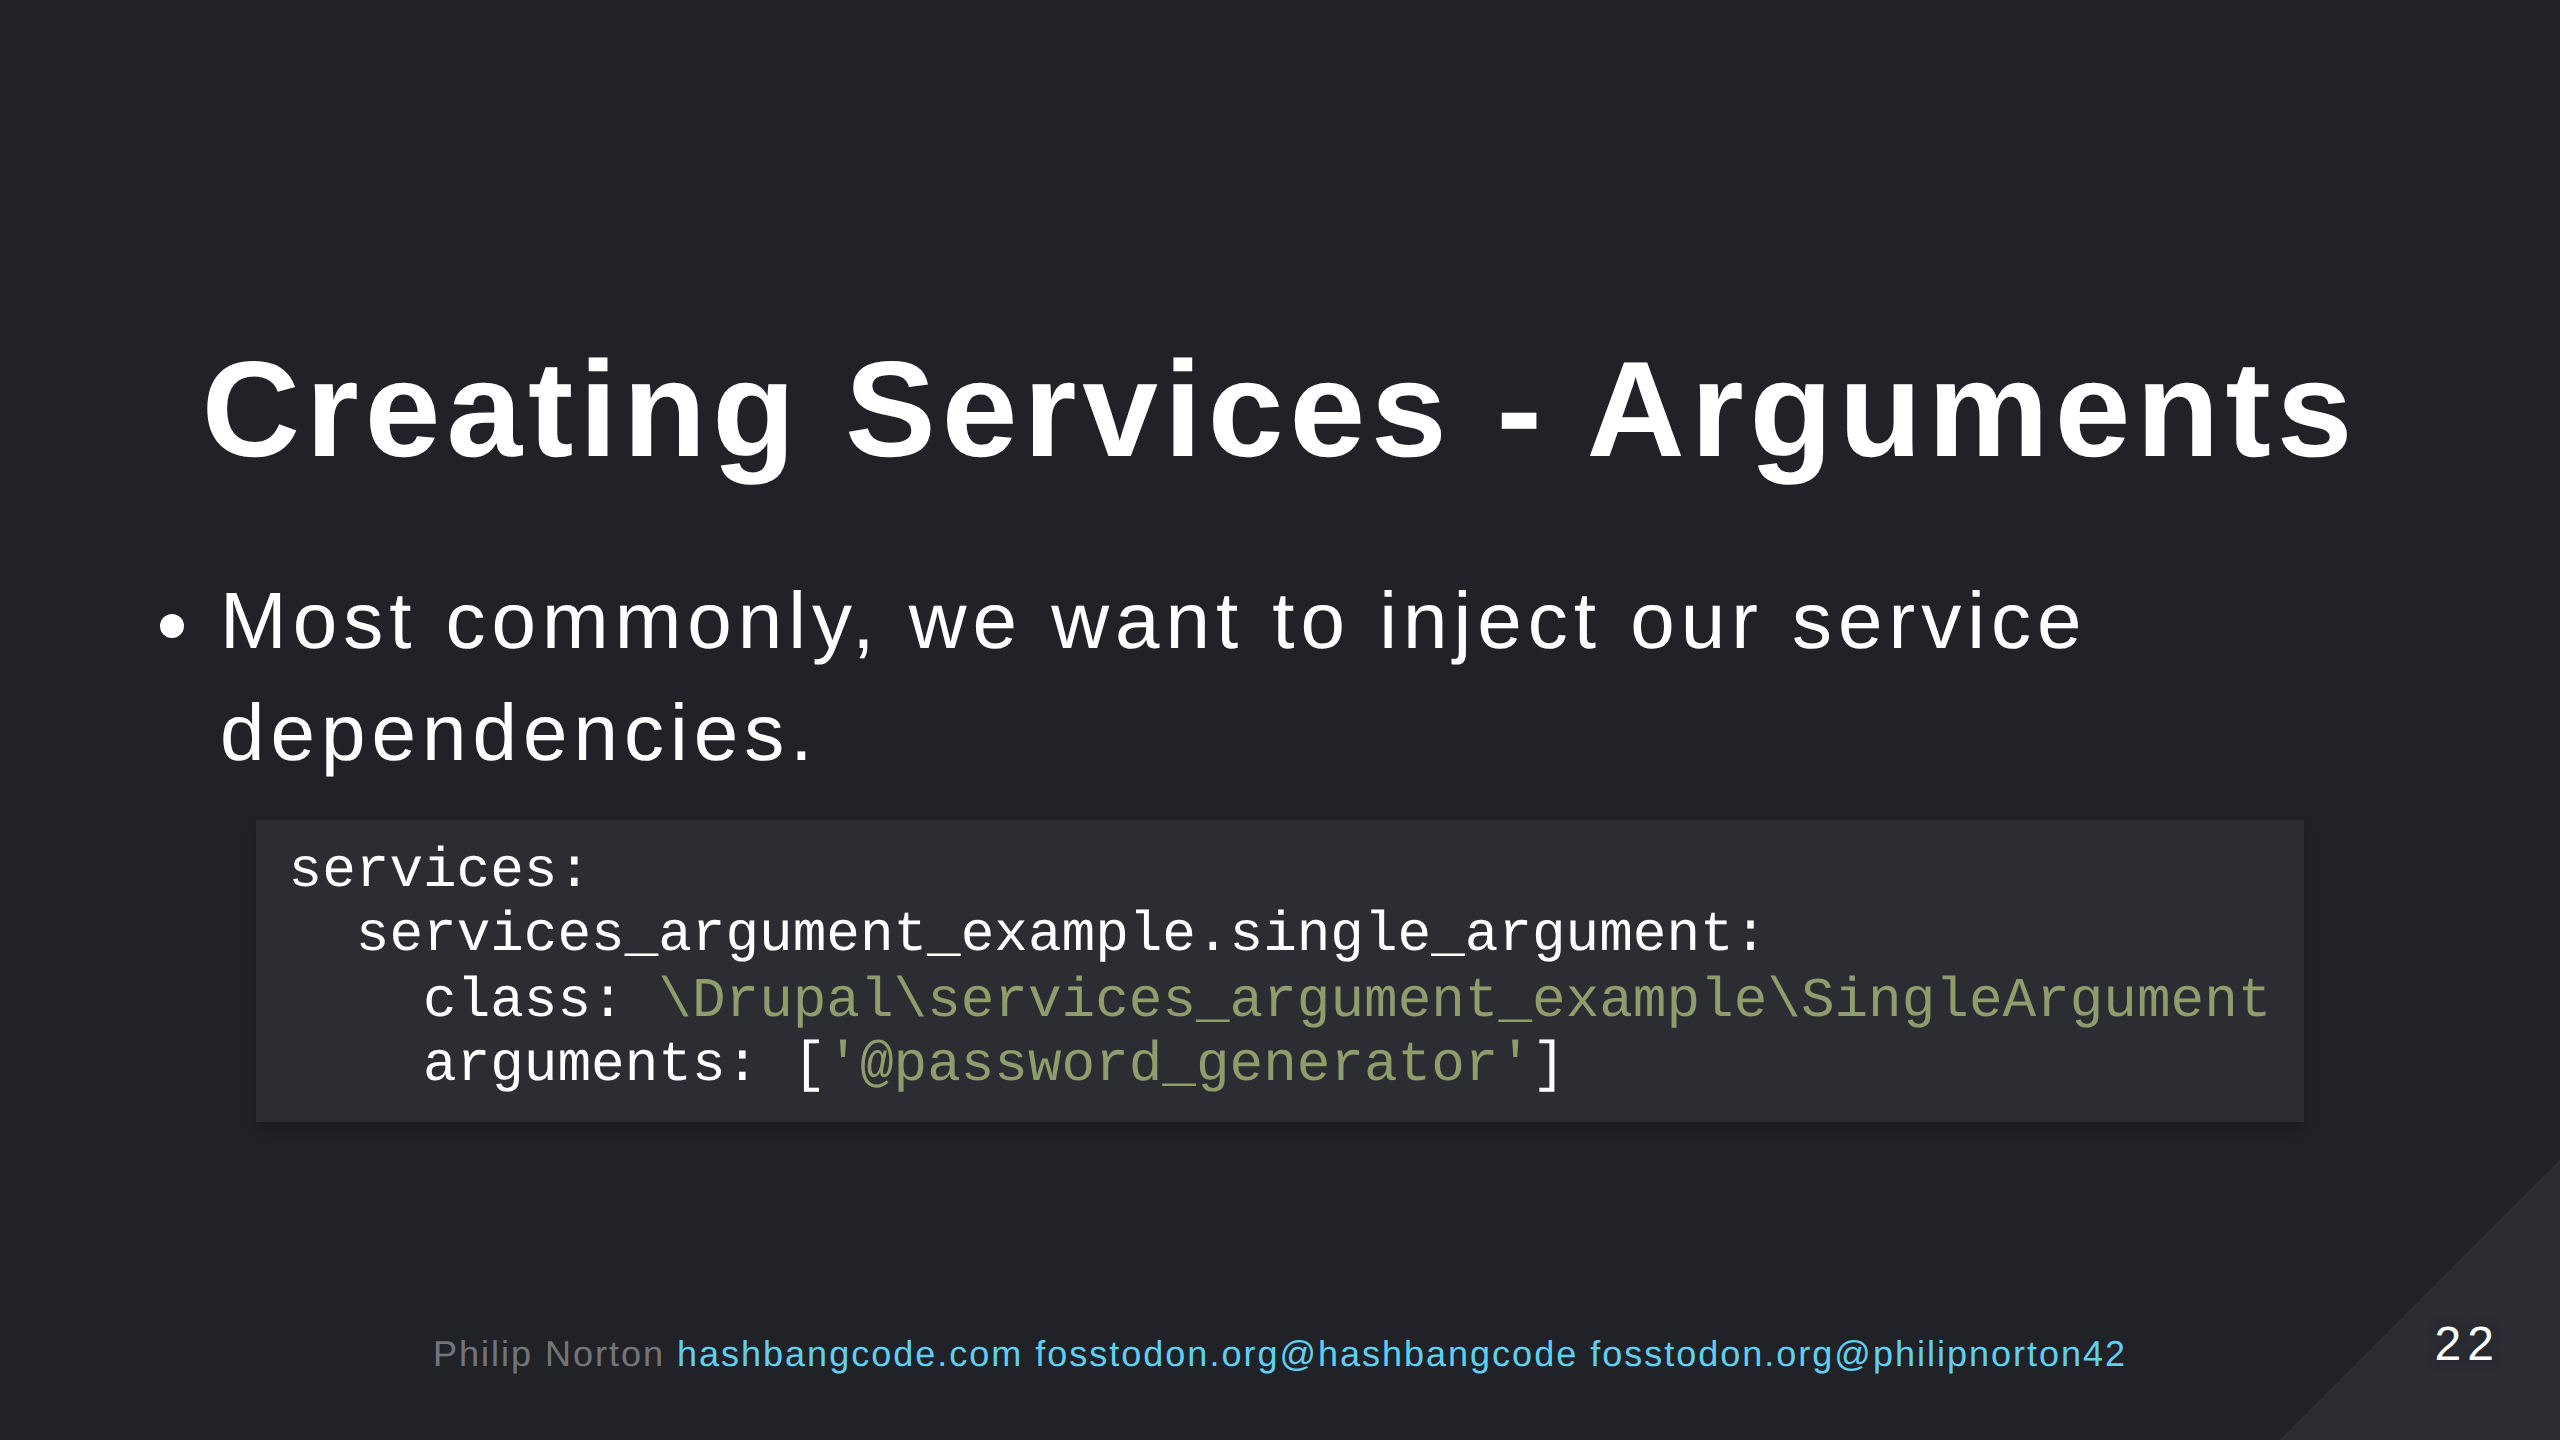 Creating Services - Arguments
• Most commonly, we want to inject our service
dependencies.
services:
  services_argument_example.single_argument:
    class: \Drupal\services_argument_example\SingleArgument
    arguments: ['@password_generator']
Philip Norton hashbangcode.com fosstodon.org@hashbangcode fosstodon.org@philipnorton42
22